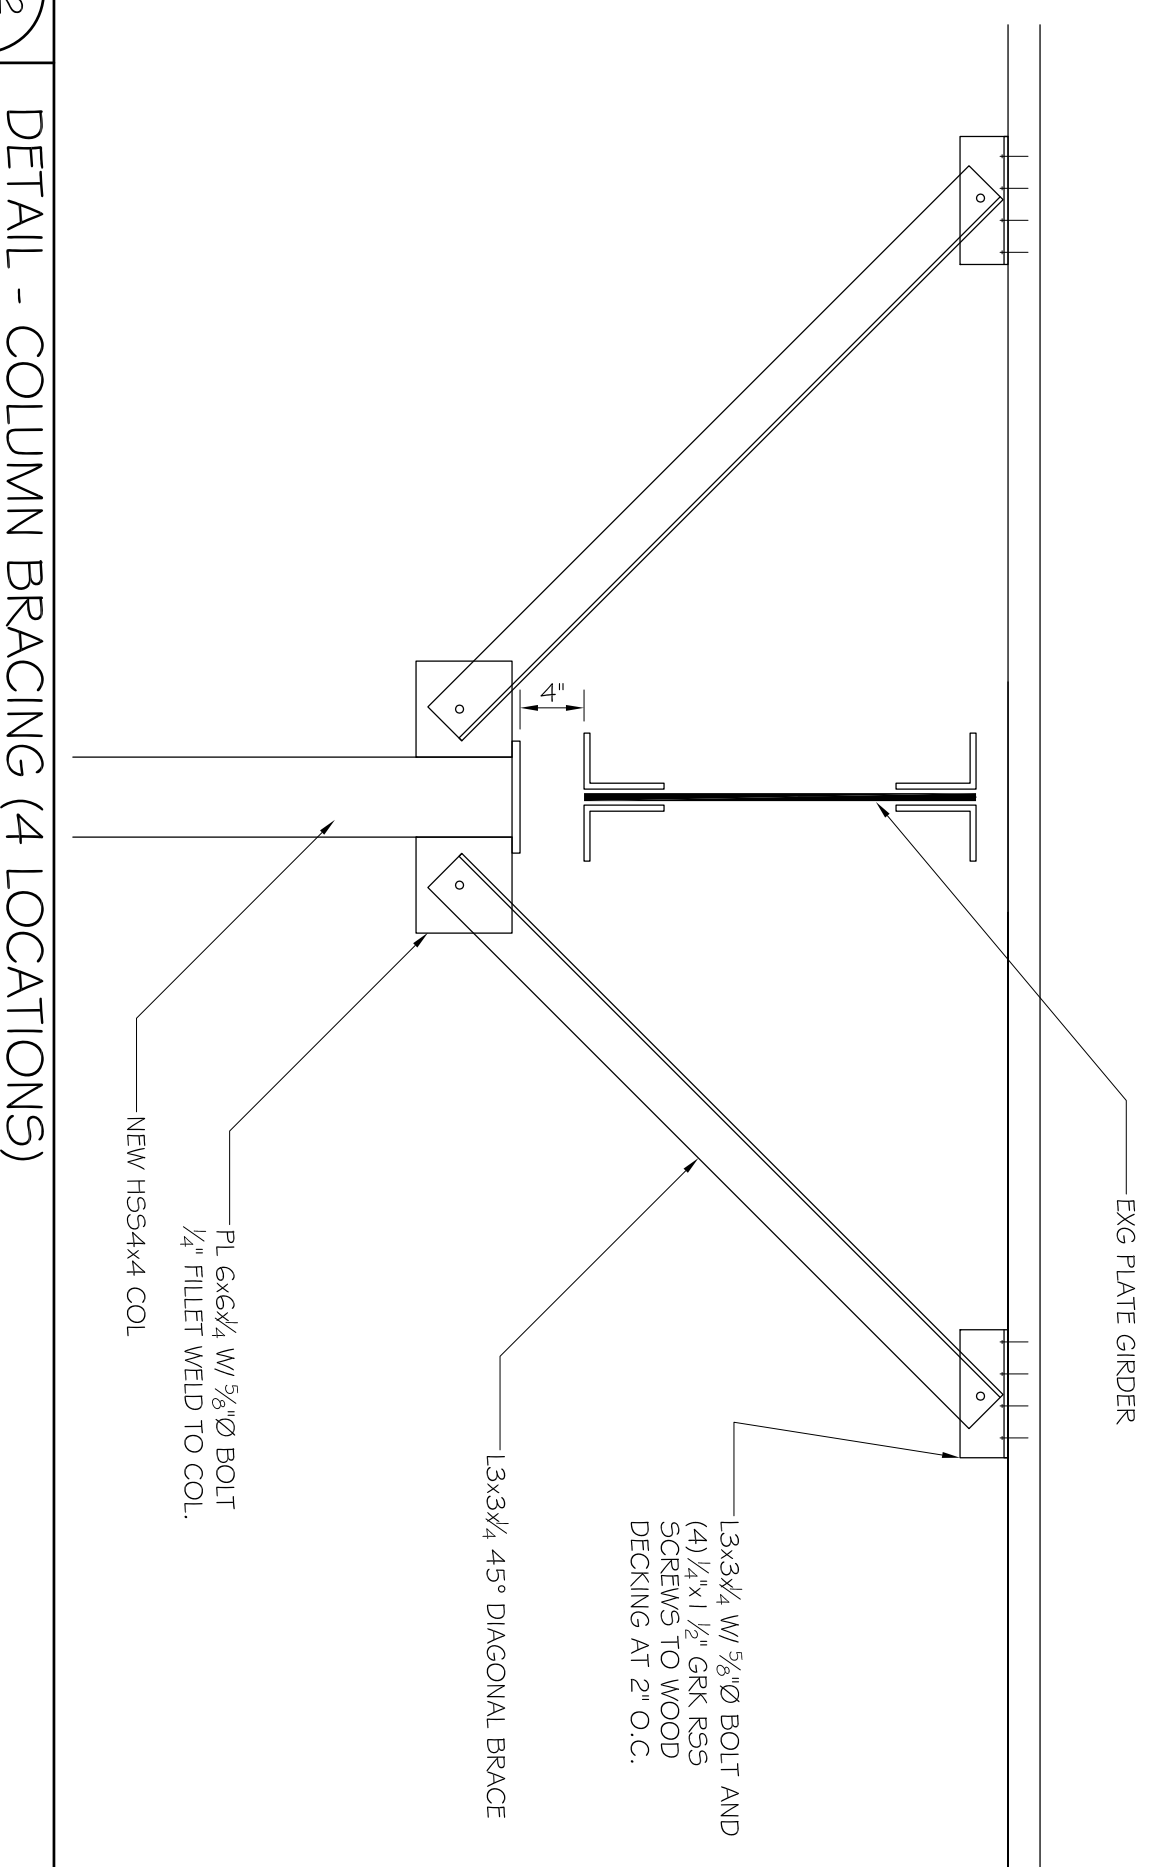 EXG PLATE GIRDER
4"
L3x3x1/4 W/ 5/8"Ø BOLT AND
(4) 1/4"x1 1/2" GRK RSS
SCREWS TO WOOD
DECKING AT 2" O.C.
L3x3x1/4 45° DIAGONAL BRACE
PL 6x6x1/4 W/ 5/8"Ø BOLT
1/4" FILLET WELD TO COL.
NEW HSS4x4 COL
2
DETAIL - COLUMN BRACING (4 LOCATIONS)